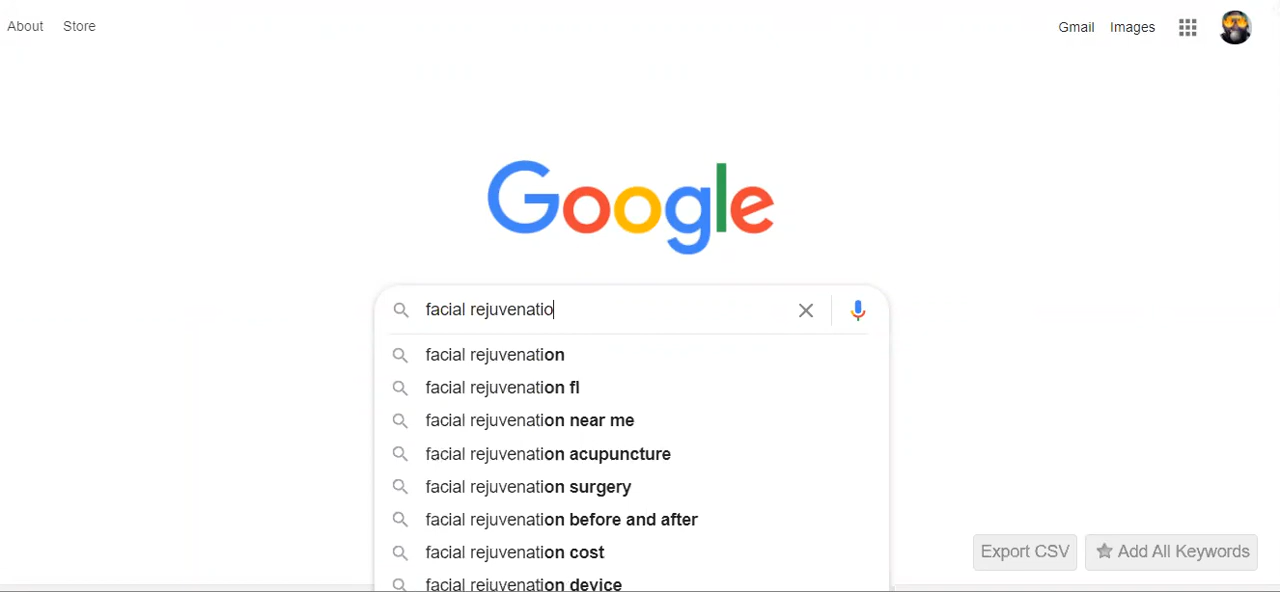 About Store Gmail Images
Google
facial rejuvenatio
facial rejuvenation
facial rejuvenation fl
facial rejuvenation near me
facial rejuvenation acupuncture
facial rejuvenation surgery
facial rejuvenation before and after
facial rejuvenation cost
facial rejuvenation device
Export CSV Add All Keywords